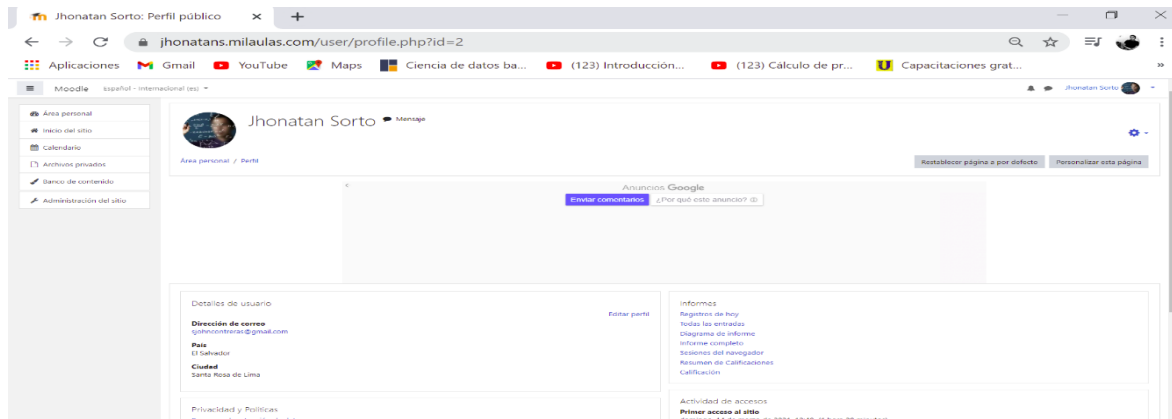 Jhonatan Sorto: Perfil público
jhonatans.milaulas.com/user/profile.php?id=2
Aplicaciones Gmail YouTube Maps Ciencia de datos ba... (123) Introducción... (123) Cálculo de pr... Capacitaciones grat...
Moodle Español - Internacional (es) Jhonatan Sorto
Área personal
Inicio del sitio
Calendario
Archivos privados
Banco de contenido
Administración del sitio
Jhonatan Sorto Mensaje
Área personal / Perfil
Restablecer página a por defecto Personalizar esta página
Anuncios Google
Enviar comentarios ¿Por qué este anuncio?
Detalles de usuario
Editar perfil
Dirección de correo
País
El Salvador
Ciudad
Santa Rosa de Lima
Privacidad y Políticas
Informes
Registros de hoy
Todas las entradas
Diagrama de informe
Informe completo
Sesiones del navegador
Resumen de Calificaciones
Calificación
Actividad de accesos
Primer acceso al sitio